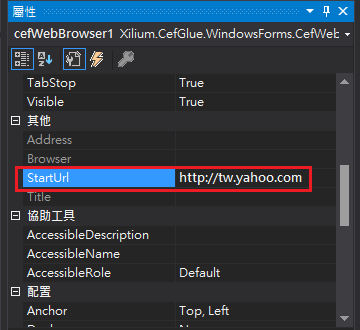 屬性
cefWebBrowser1 Xilium.CefGlue.WindowsForms.CefWeb
TabStop True
Visible True
其他
Address
Browser
StartUrl http://tw.yahoo.com
Title
協助工具
AccessibleDescription
AccessibleName
AccessibleRole Default
配置
Anchor Top, Left